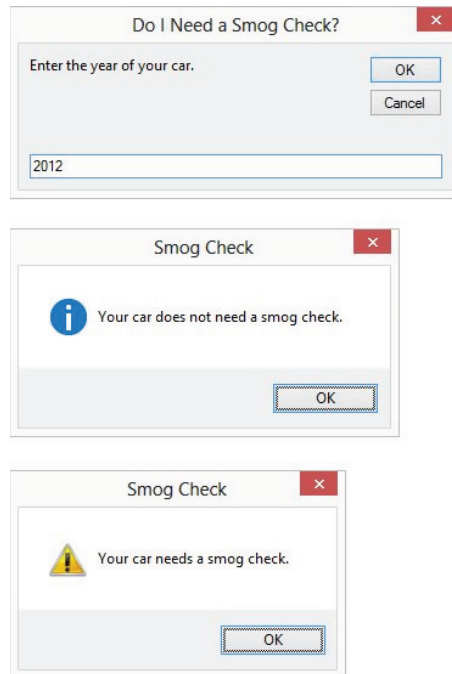 Do I Need a Smog Check?
Enter the year of your car.
OK
Cancel
2012
Smog Check
Your car does not need a smog check.
OK
Smog Check
Your car needs a smog check.
OK